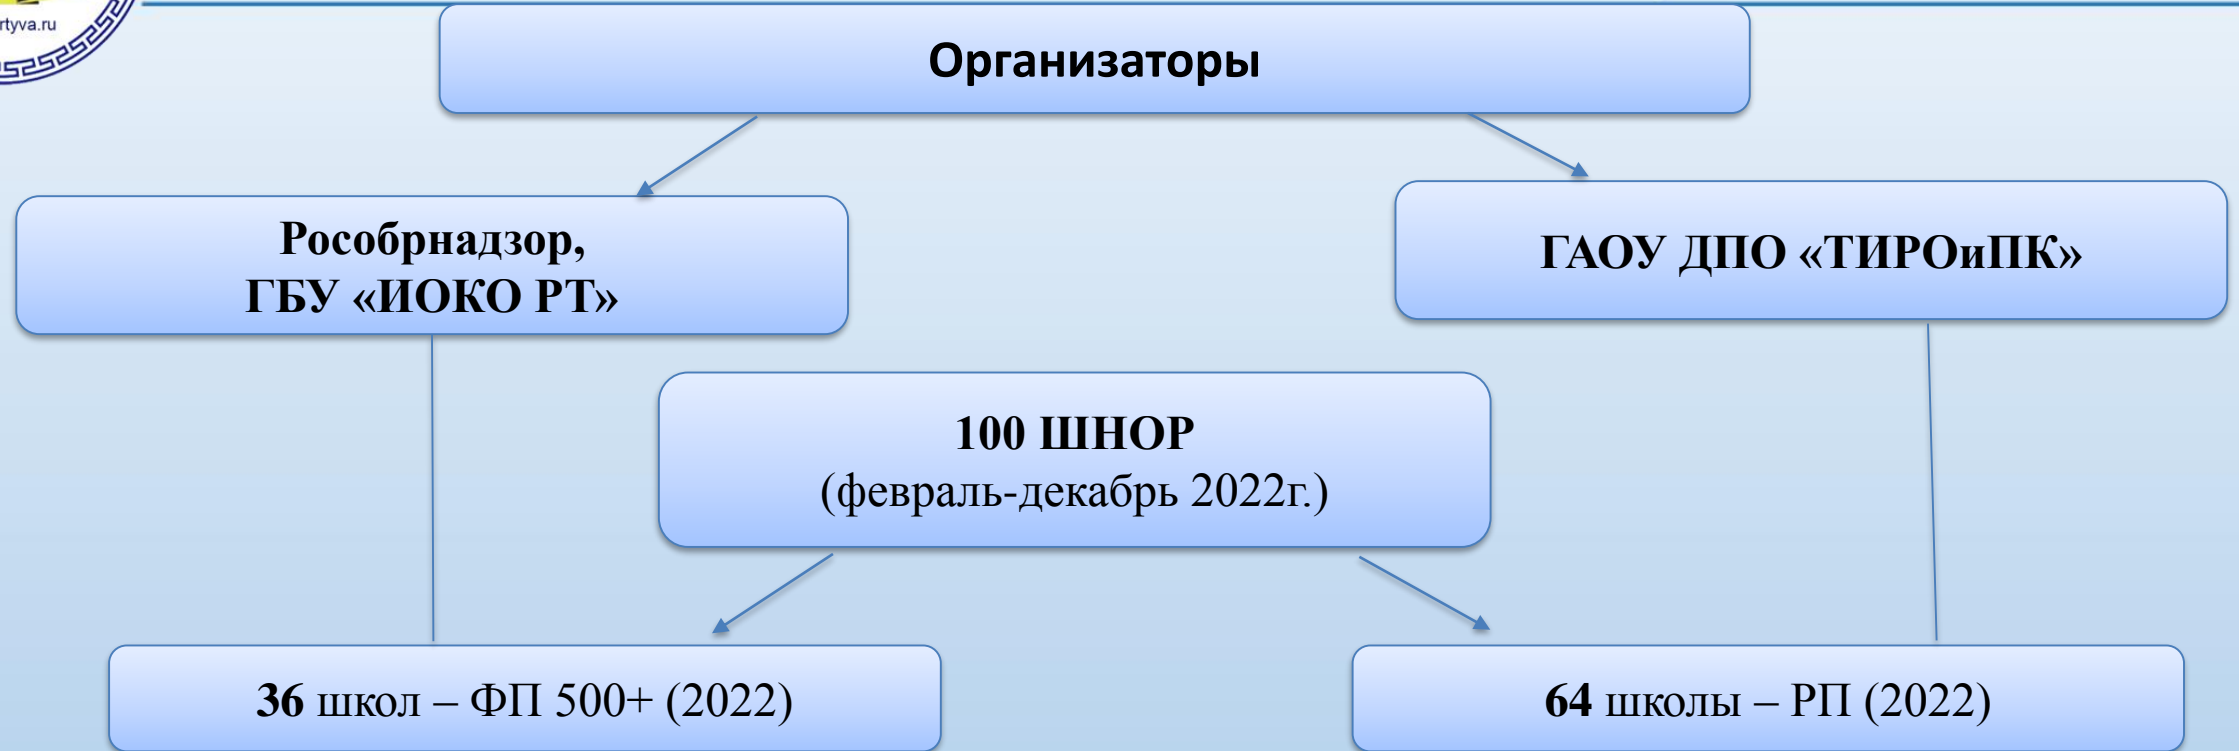 rtyva.ru
Организаторы
Рособрнадзор,
ГБУ «ИОКО РТ»
ГАОУ ДПО «ТИРОиПК»
100 ШНОР
(февраль-декабрь 2022г.)
36 школ – ФП 500+ (2022)
64 школы – РП (2022)